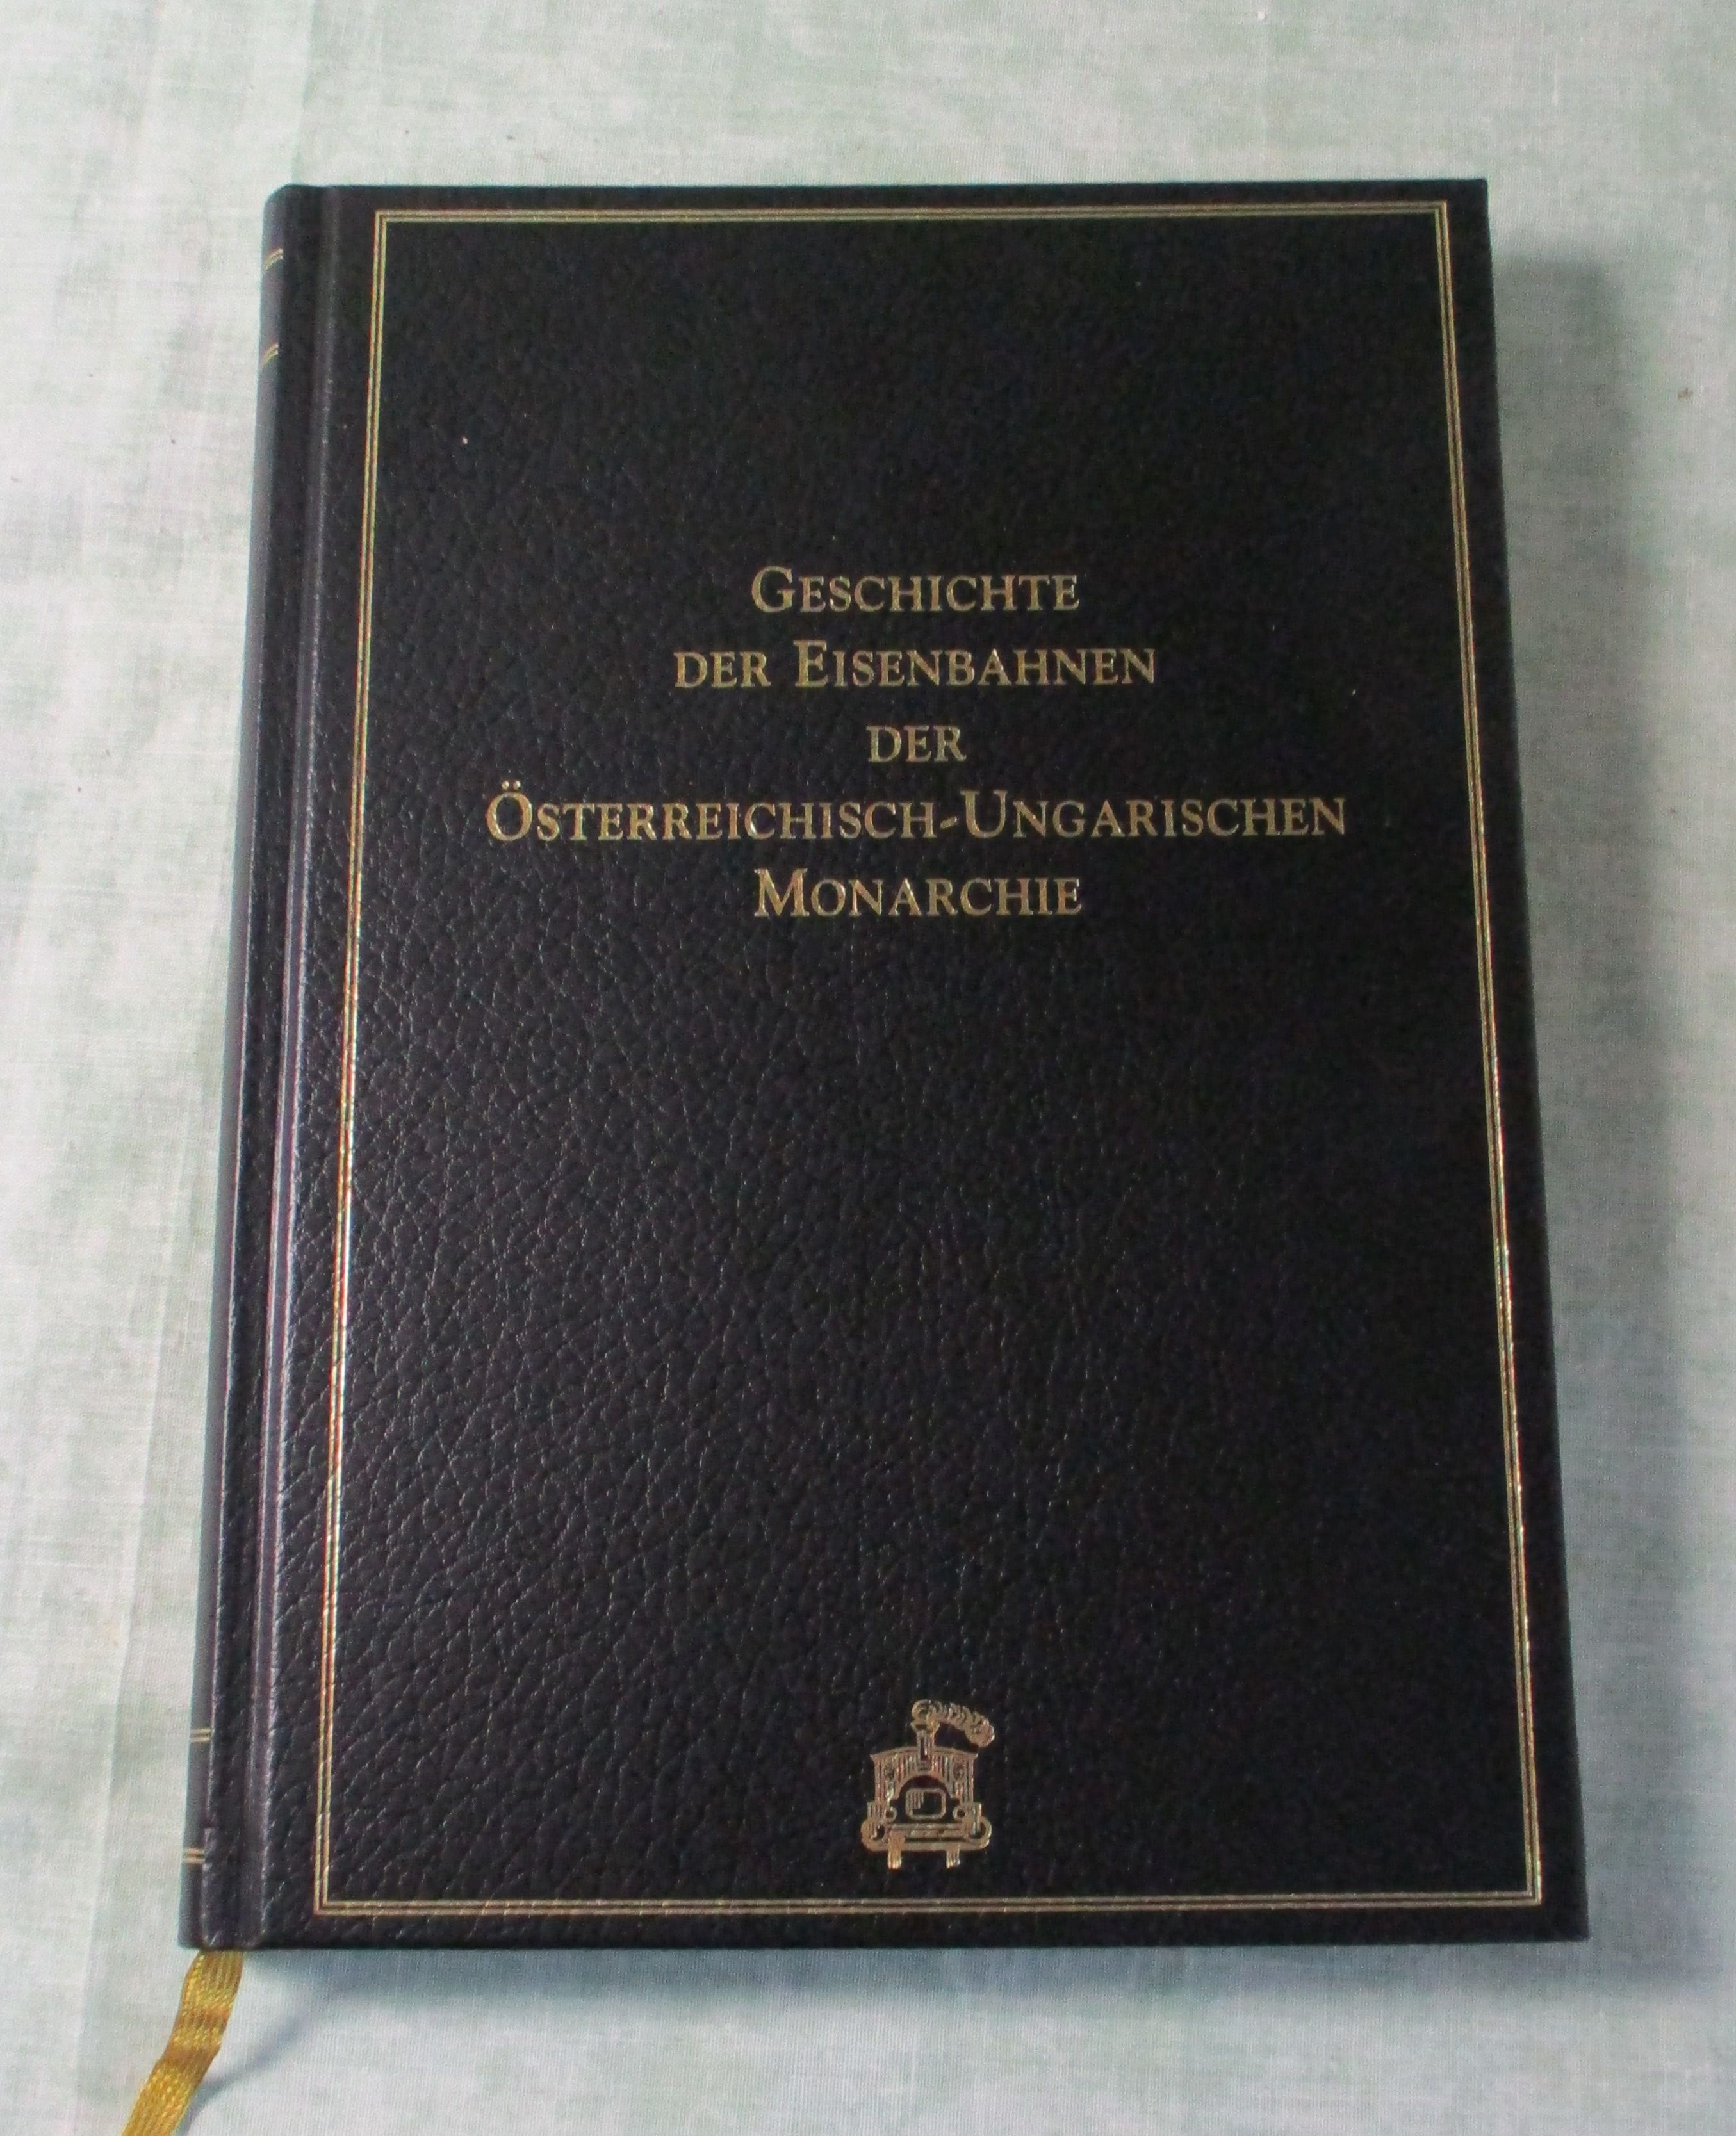 GESCHICHTE
DER EISENBAHNEN
DER
ÖSTERREICHISCH-UNGARISCHEN
MONARCHIE